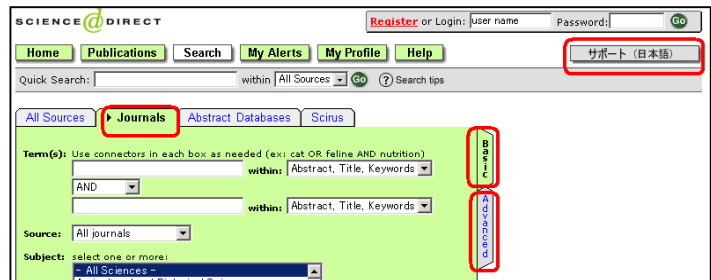 SCIENCE @ DIRECT
Register or Login: user name Password: Go
Home Publications Search My Alerts My Profile Help サポート (日本語)
Quick Search: within All Sources Go ? Search tips
All Sources Journals Abstract Databases Scirus
Term(s): Use connectors in each box as needed (ex: cat OR feline AND nutrition)
within: Abstract, Title, Keywords
AND
within: Abstract, Title, Keywords
Source: All journals
Subject: select one or more:
- All Sciences -
Basic
Advanced